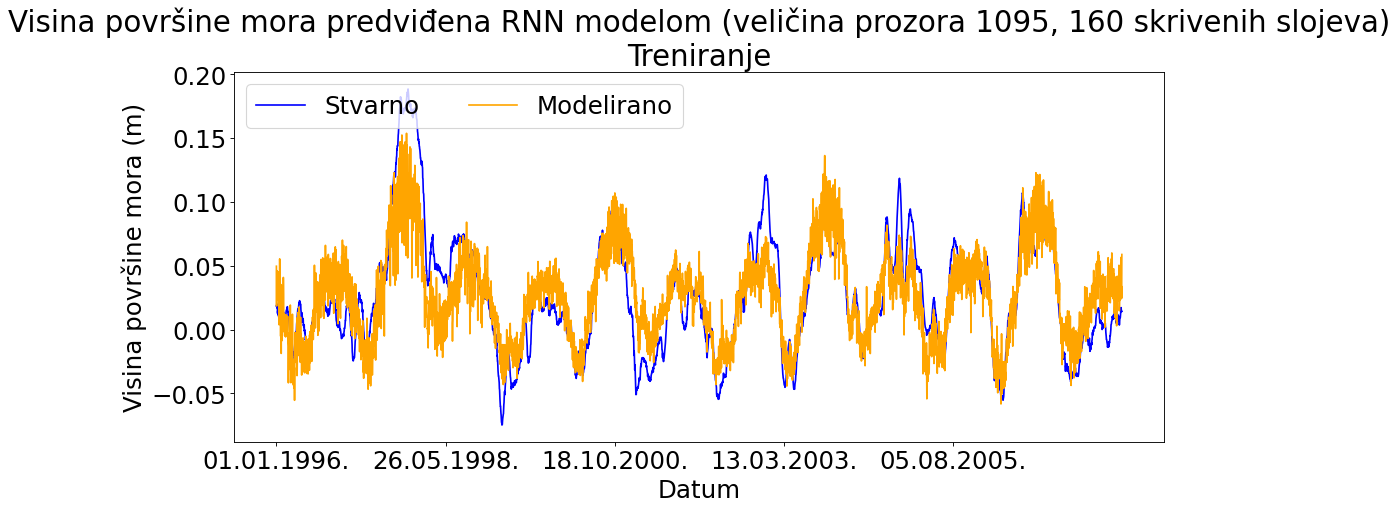 Visina površine mora predviđena RNN modelom (veličina prozora 1095, 160 skrivenih slojeva)
Treniranje
Stvarno Modelirano
Visina površine mora (m)
0.20
0.15
0.10
0.05
0.00
−0.05
01.01.1996. 26.05.1998. 18.10.2000. 13.03.2003. 05.08.2005.
Datum